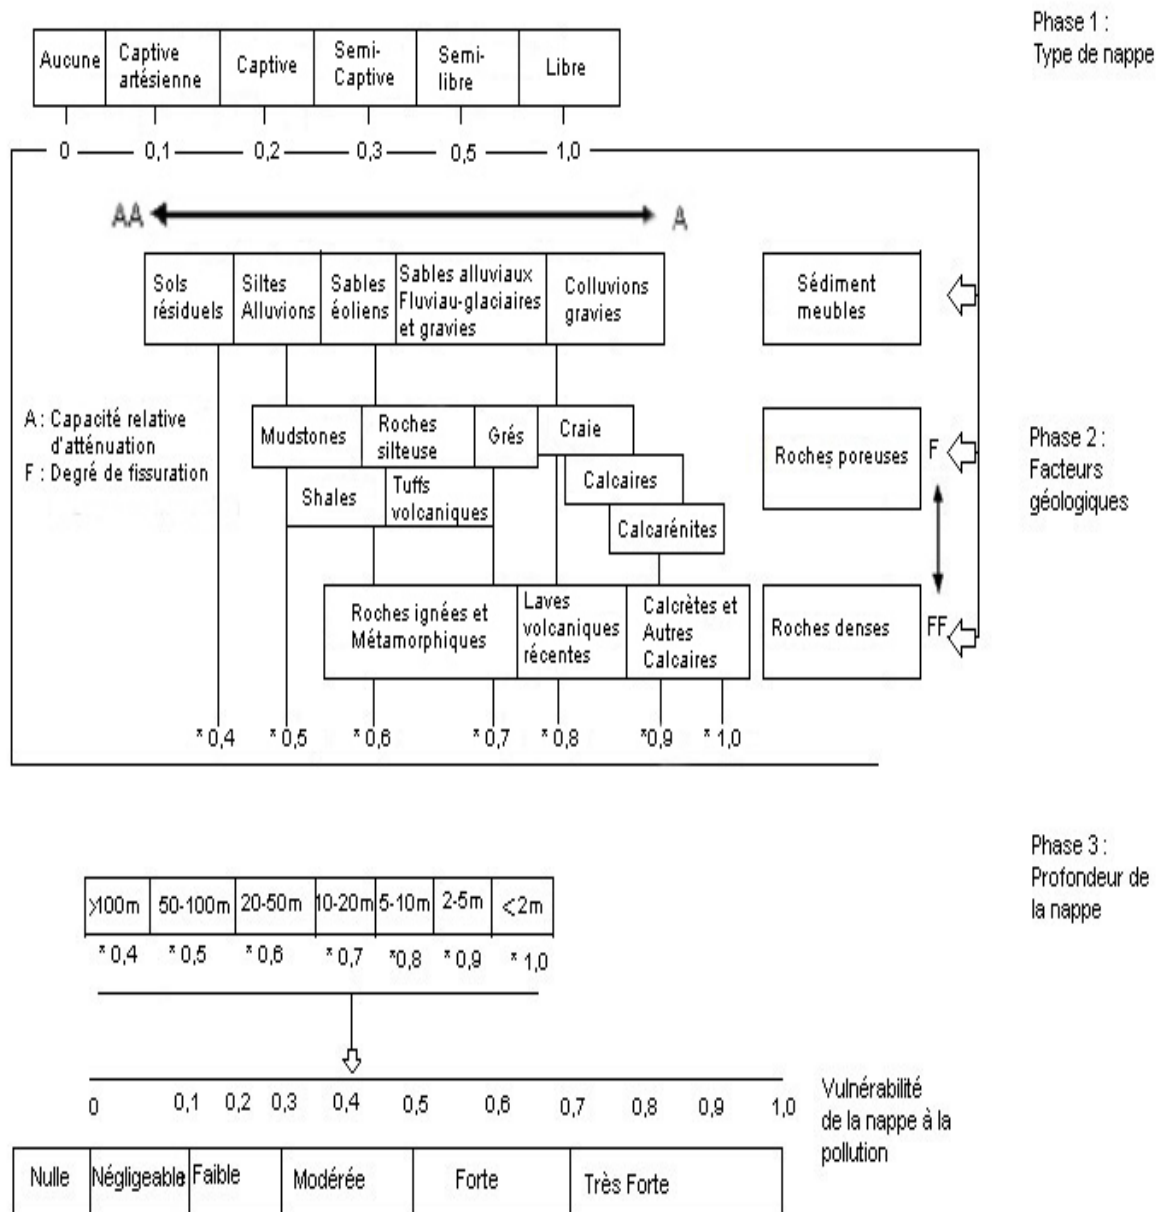 Phase 1 :
Type de nappe
Aucune
Captive
artésienne
Captive
Semi-
Captive
Semi-
libre
Libre
0
0,1
0,2
0,3
0,5
1,0
AA
A
Sols
résiduels
Siltes
Alluvions
Sables
éoliens
Sables alluviaux
Fluviau-glaciaires
et gravies
Colluvions
gravies
Sédiment
meubles
A : Capacité relative
d'atténuation
F : Degré de fissuration
Mudstones
Roches
silteuse
Grés
Craie
Roches poreuses
F
Phase 2 :
Facteurs
géologiques
Shales
Tuffs
volcaniques
Calcaires
Calcarénites
Roches ignées et
Métamorphiques
Laves
volcaniques
récentes
Calcrètes et
Autres
Calcaires
Roches denses
FF
* 0,4
* 0,5
* 0,6
* 0,7
* 0,8
*0,9
* 1,0
Phase 3 :
Profondeur de
la nappe
>100m
50-100m
20-50m
10-20m
5-10m
2-5m
<2m
* 0,4
* 0,5
* 0,6
* 0,7
*0,8
* 0,9
* 1,0
0
0,1
0,2
0,3
0,4
0,5
0,6
0,7
0,8
0,9
1,0
Vulnérabilité
de la nappe à la
pollution
Nulle
Négligeable
Faible
Modérée
Forte
Très Forte